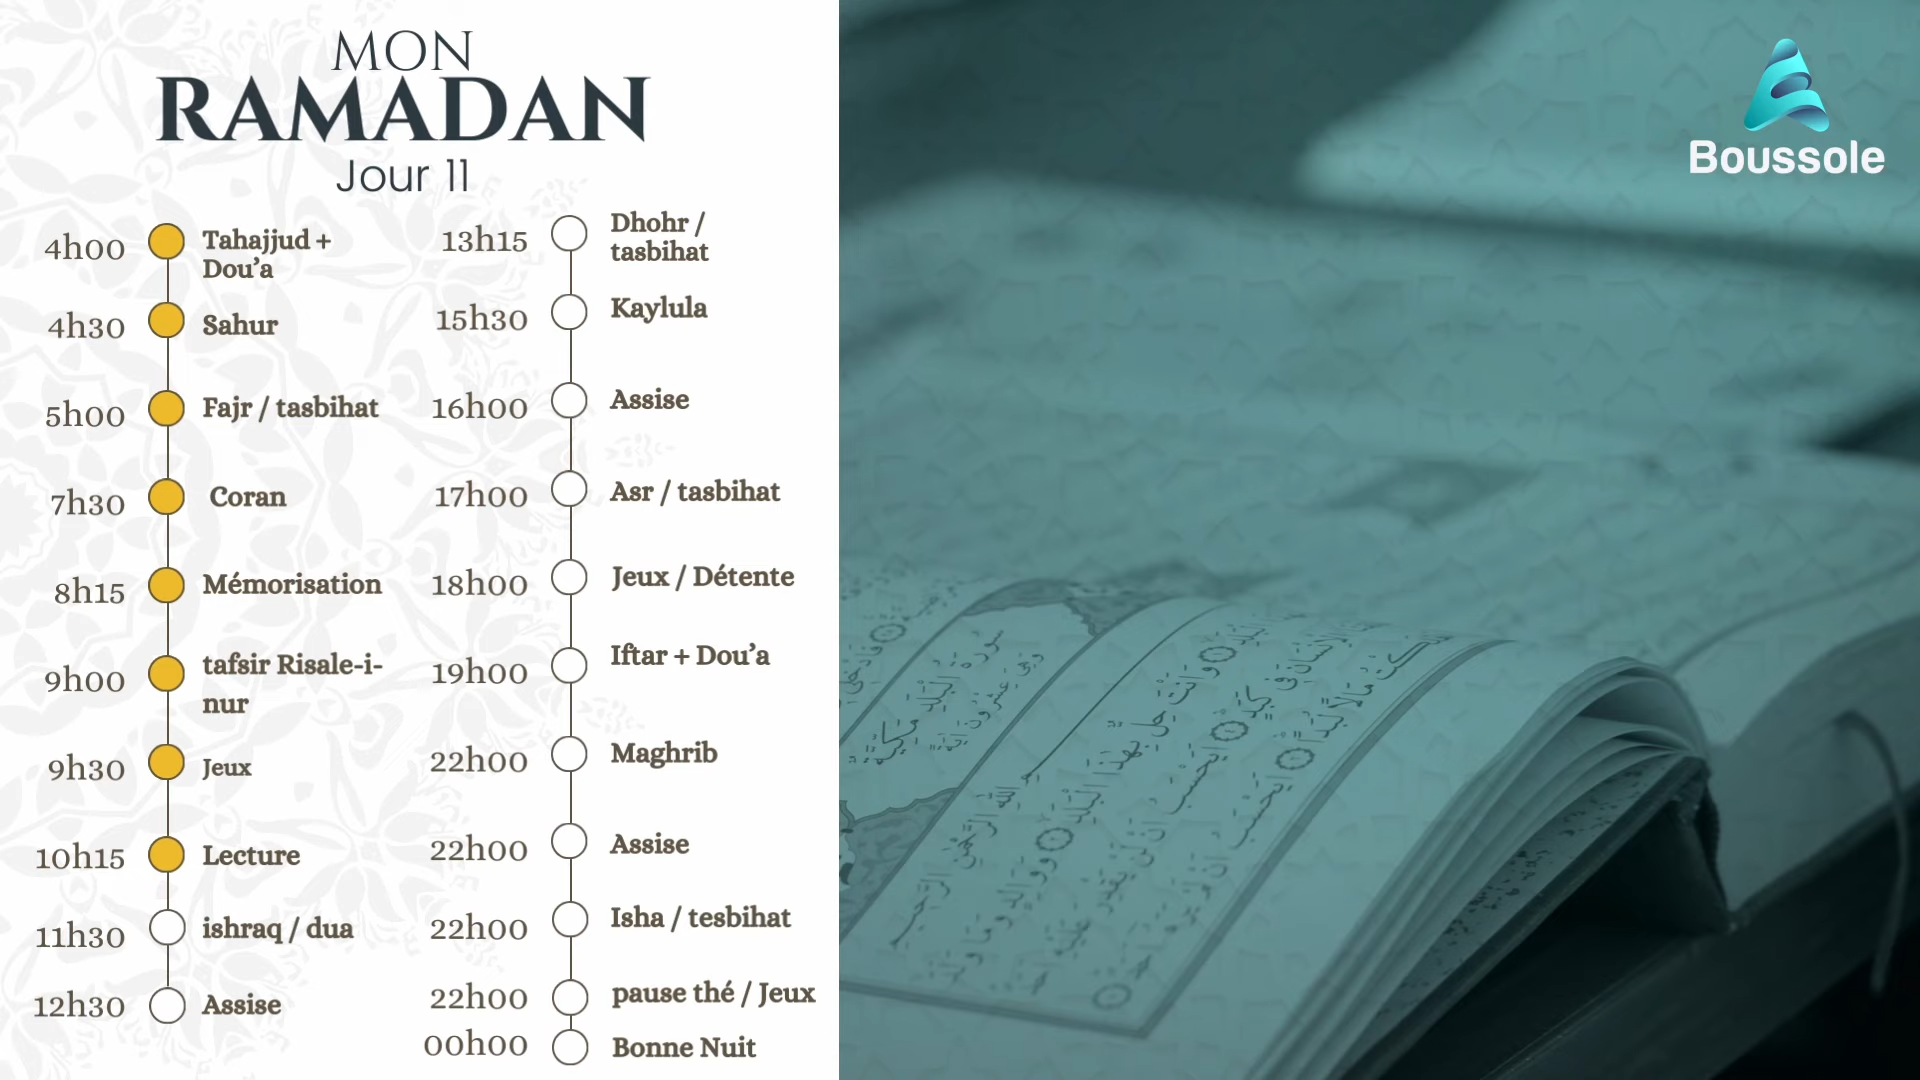 MON
RAMADAN
Jour 11
4h00 Tahajjud +
Dou’a
4h30 Sahur
5h00 Fajr / tasbihat
7h30 Coran
8h15 Mémorisation
9h00 tafsir Risale-i-
nur
9h30 Jeux
10h15 Lecture
11h30 ishraq / dua
12h30 Assise
13h15 Dhohr /
tasbihat
15h30 Kaylula
16h00 Assise
17h00 Asr / tasbihat
18h00 Jeux / Détente
19h00 Iftar + Dou’a
22h00 Maghrib
22h00 Assise
22h00 Isha / tesbihat
22h00 pause thé / Jeux
00h00 Bonne Nuit
Boussole